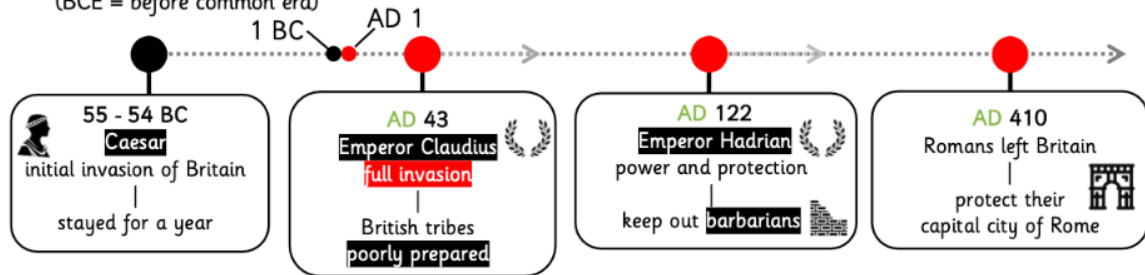 (BCE = before common era)
1 BC
AD 1
55 - 54 BC
Caesar
initial invasion of Britain
stayed for a year
AD 43
Emperor Claudius
full invasion
British tribes
poorly prepared
AD 122
Emperor Hadrian
power and protection
keep out barbarians
AD 410
Romans left Britain
protect their
capital city of Rome